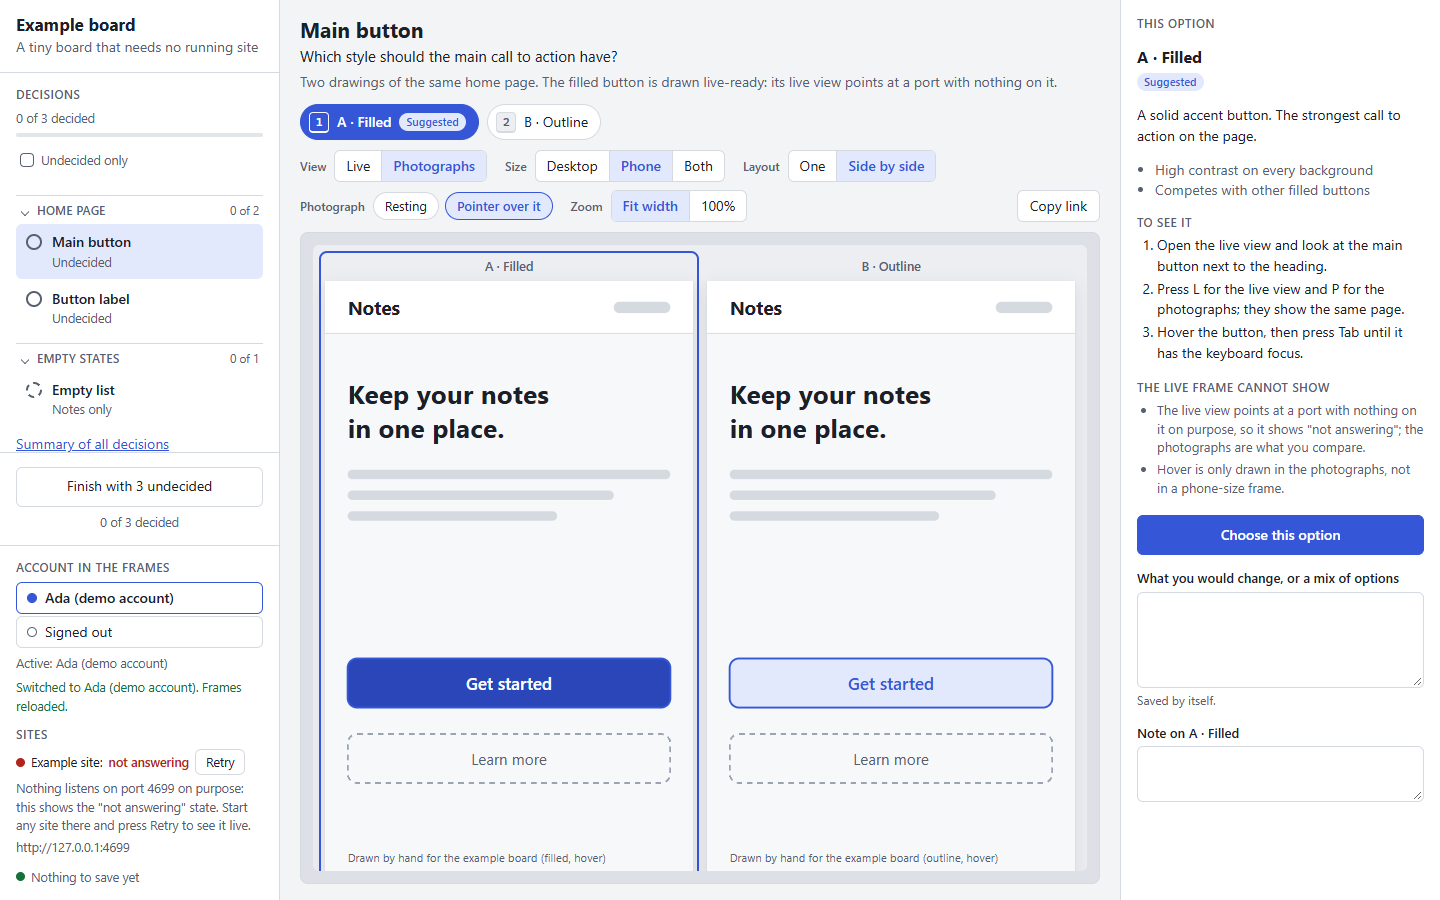 Example board
A tiny board that needs no running site
DECISIONS
0 of 3 decided
Undecided only
HOME PAGE 0 of 2
Main button
Undecided
Button label
Undecided
EMPTY STATES 0 of 1
Empty list
Notes only
Summary of all decisions
Finish with 3 undecided
0 of 3 decided
ACCOUNT IN THE FRAMES
Ada (demo account)
Signed out
Active: Ada (demo account)
Switched to Ada (demo account). Frames
reloaded.
SITES
Example site: not answering Retry
Nothing listens on port 4699 on purpose:
this shows the "not answering" state. Start
any site there and press Retry to see it live.
http://127.0.0.1:4699
Nothing to save yet
Main button
Which style should the main call to action have?
Two drawings of the same home page. The filled button is drawn live-ready: its live view points at a port with nothing on it.
1 A · Filled Suggested 2 B · Outline
View Live Photographs Size Desktop Phone Both Layout One Side by side
Photograph Resting Pointer over it Zoom Fit width 100% Copy link
A · Filled
Notes
Keep your notes
in one place.
Get started
Learn more
Drawn by hand for the example board (filled, hover)
B · Outline
Notes
Keep your notes
in one place.
Get started
Learn more
Drawn by hand for the example board (outline, hover)
THIS OPTION
A · Filled
Suggested
A solid accent button. The strongest call to
action on the page.
• High contrast on every background
• Competes with other filled buttons
TO SEE IT
1. Open the live view and look at the main
button next to the heading.
2. Press L for the live view and P for the
photographs; they show the same page.
3. Hover the button, then press Tab until it
has the keyboard focus.
THE LIVE FRAME CANNOT SHOW
• The live view points at a port with nothing on
it on purpose, so it shows "not answering"; the
photographs are what you compare.
• Hover is only drawn in the photographs, not
in a phone-size frame.
Choose this option
What you would change, or a mix of options
Saved by itself.
Note on A · Filled